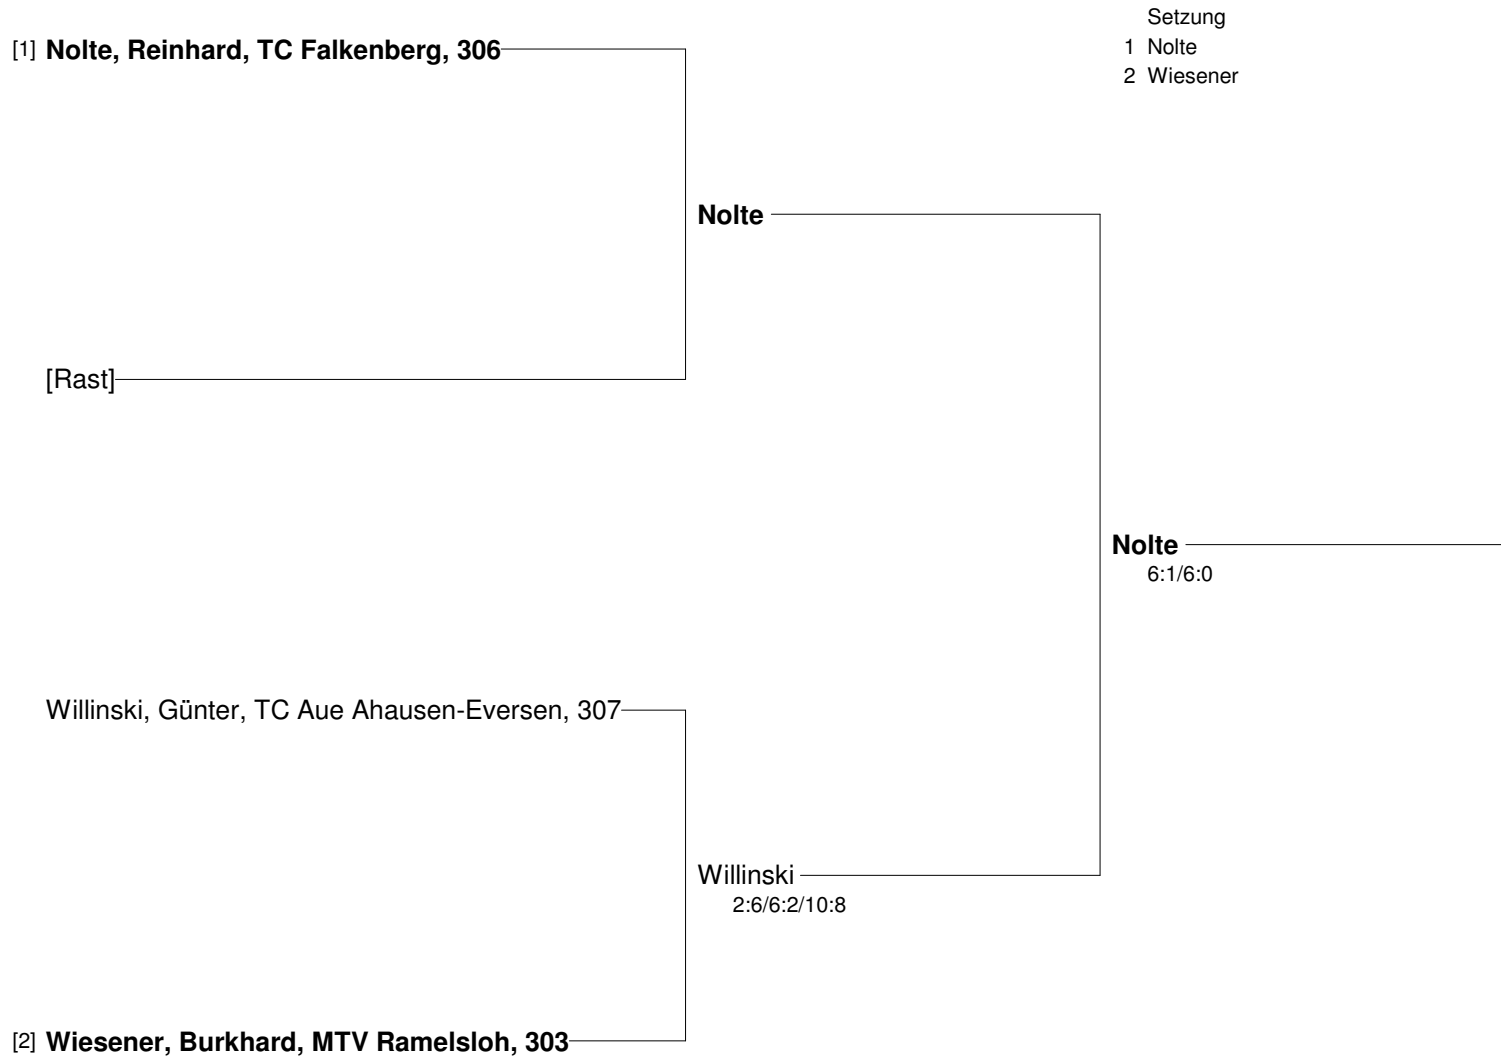 Setzung
1 Nolte
2 Wiesener
[1] Nolte, Reinhard, TC Falkenberg, 306
Nolte
[Rast]
Nolte
6:1/6:0
Willinski, Günter, TC Aue Ahausen-Eversen, 307
Willinski
2:6/6:2/10:8
[2] Wiesener, Burkhard, MTV Ramelsloh, 303